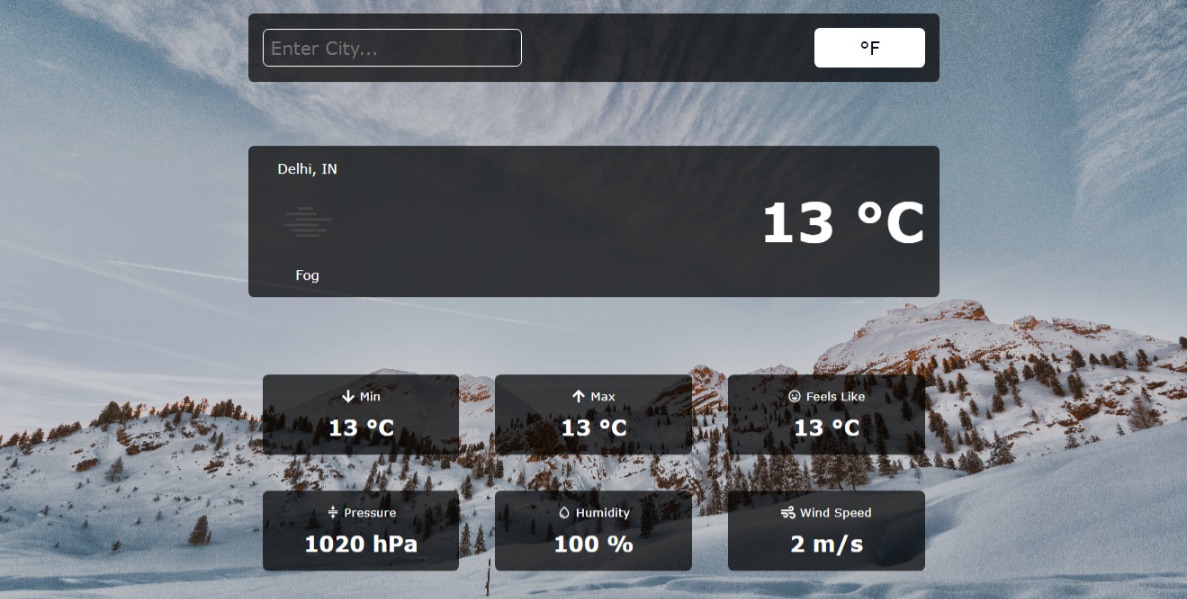 Enter City...
°F
Delhi, IN
13 °C
Fog
Min
13 °C
Max
13 °C
Feels Like
13 °C
Pressure
1020 hPa
Humidity
100 %
Wind Speed
2 m/s